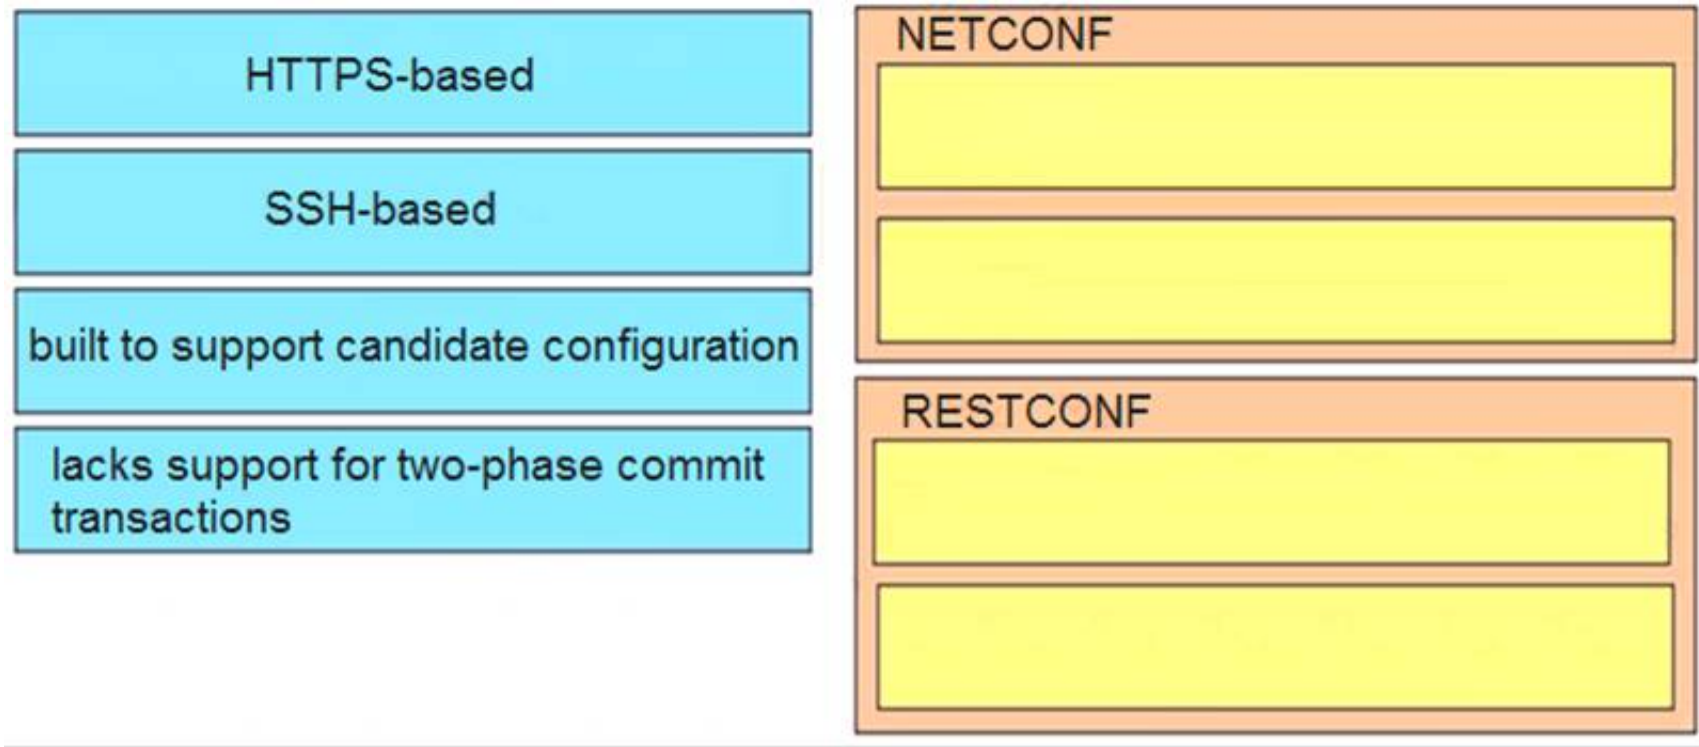 HTTPS-based
SSH-based
built to support candidate configuration
lacks support for two-phase commit
transactions
NETCONF
RESTCONF